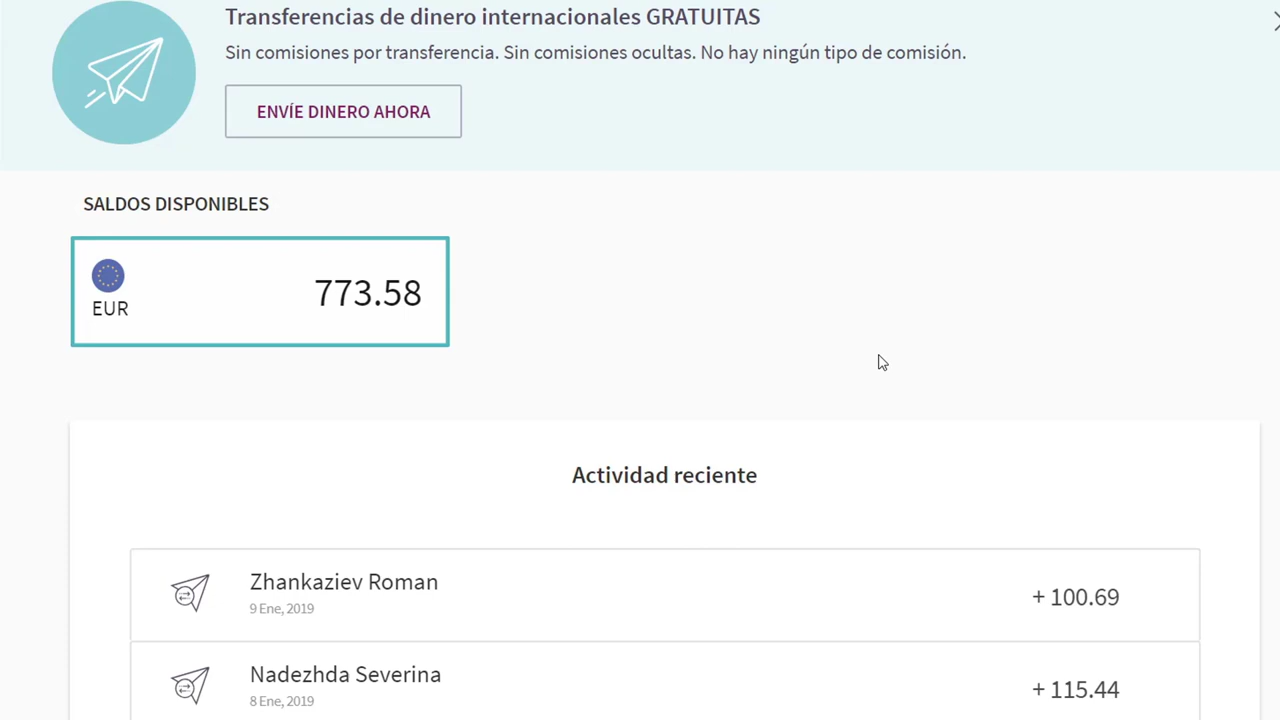 Transferencias de dinero internacionales GRATUITAS
Sin comisiones por transferencia. Sin comisiones ocultas. No hay ningún tipo de comisión.
ENVÍE DINERO AHORA
SALDOS DISPONIBLES
EUR
773.58
Actividad reciente
Zhankaziev Roman
9 Ene, 2019
+ 100.69
Nadezhda Severina
8 Ene, 2019
+ 115.44